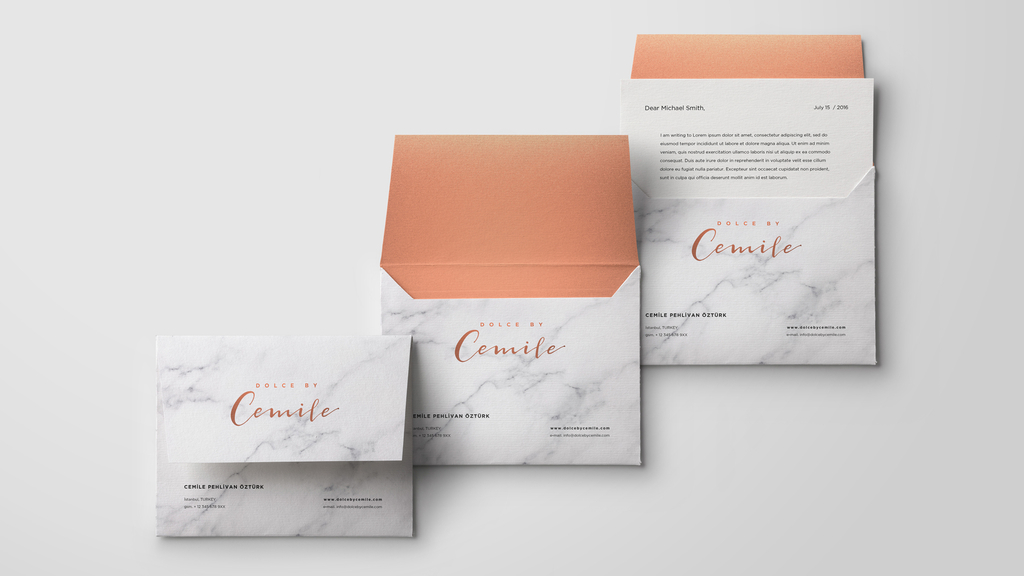 DOLCE BY
Cemile
CEMİLE PEHLİVAN ÖZTÜRK
İstanbul, TURKEY
gsm. + 12 345 678 9XX
www.dolcebycemile.com
e-mail. info@dolcebycemile.com
DOLCE BY
Cemile
CEMİLE PEHLİVAN ÖZTÜRK
TURKEY
+ 12 345 678 9XX
www.dolcebycemile.com
e-mail. info@dolcebycemile.com
Dear Michael Smith,
July 15 / 2016
I am writing to Lorem ipsum dolor sit amet, consectetur adipiscing elit, sed do
eiusmod tempor incididunt ut labore et dolore magna aliqua. Ut enim ad minim
veniam, quis nostrud exercitation ullamco laboris nisi ut aliquip ex ea commodo
consequat. Duis aute irure dolor in reprehenderit in voluptate velit esse cillum
dolore eu fugiat nulla pariatur. Excepteur sint occaecat cupidatat non proident,
sunt in culpa qui officia deserunt mollit anim id est laborum.
DOLCE BY
Cemile
CEMİLE PEHLİVAN ÖZTÜRK
İstanbul, TURKEY
gsm. + 12 345 678 9XX
www.dolcebycemile.com
e-mail. info@dolcebycemile.com